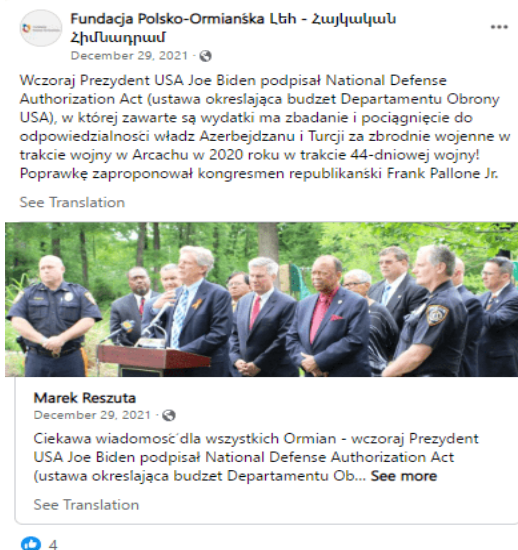 Fundacja Polsko-Ormiańska Լեհ - Հայկական
Հիմնադրամ
December 29, 2021 ·
Wczoraj Prezydent USA Joe Biden podpisał National Defense
Authorization Act (ustawa okreslająca budzet Departamentu Obrony
USA), w której zawarte są wydatki ma zbadanie i pociągnięcie do
odpowiedzialności władz Azerbejdzanu i Turcji za zbrodnie wojenne w
trakcie wojny w Arcachu w 2020 roku w trakcie 44-dniowej wojny!
Poprawkę zaproponował kongresmen republikański Frank Pallone Jr.
See Translation
Marek Reszuta
December 29, 2021 ·
Ciekawa wiadomość dla wszystkich Ormian - wczoraj Prezydent
USA Joe Biden podpisał National Defense Authorization Act
(ustawa okreslająca budzet Departamentu Ob... See more
See Translation
4